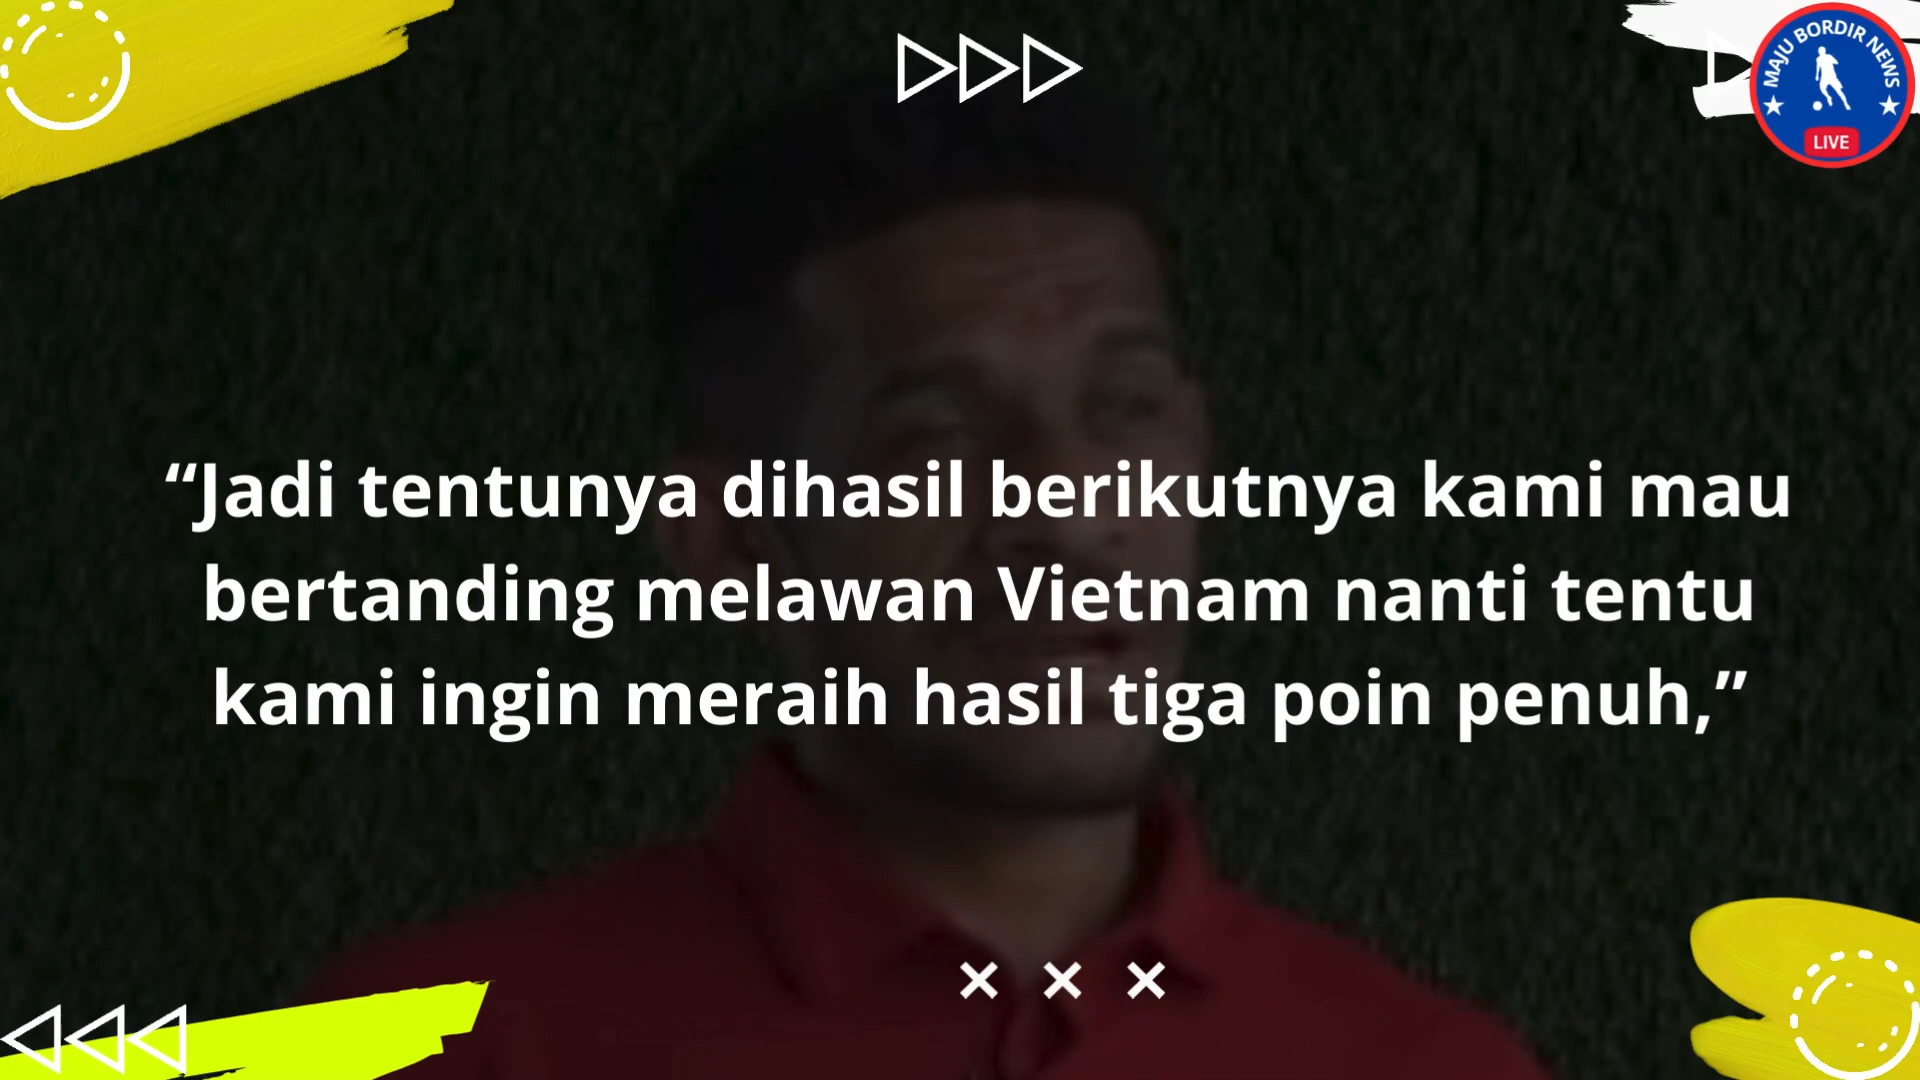 MAJU BORDIR NEWS
LIVE
“Jadi tentunya dihasil berikutnya kami mau
bertanding melawan Vietnam nanti tentu
kami ingin meraih hasil tiga poin penuh,”